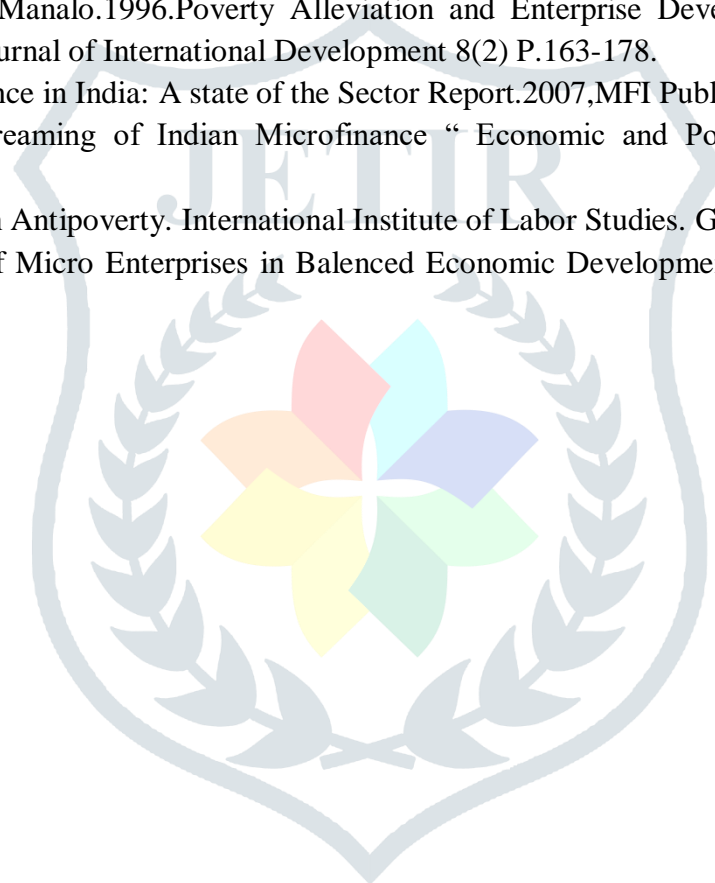 Manalo.1996.Poverty Alleviation and Enterprise Deve
urnal of International Development 8(2) P.163-178.
nce in India: A state of the Sector Report.2007,MFI Publ
reaming of Indian Microfinance “ Economic and Po
n Antipoverty. International Institute of Labor Studies. G
f Micro Enterprises in Balenced Economic Developmen
JETIR